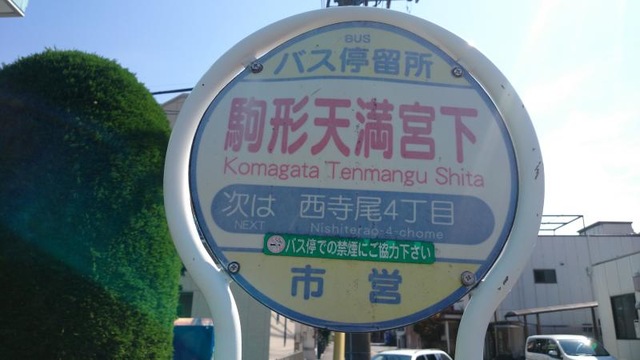 BUS
バス停留所
駒形天満宮下
Komagata Tenmangu Shita
次は 西寺尾4丁目
NEXT Nishiterao-4-chome
バス停での禁煙にご協力下さい
市営